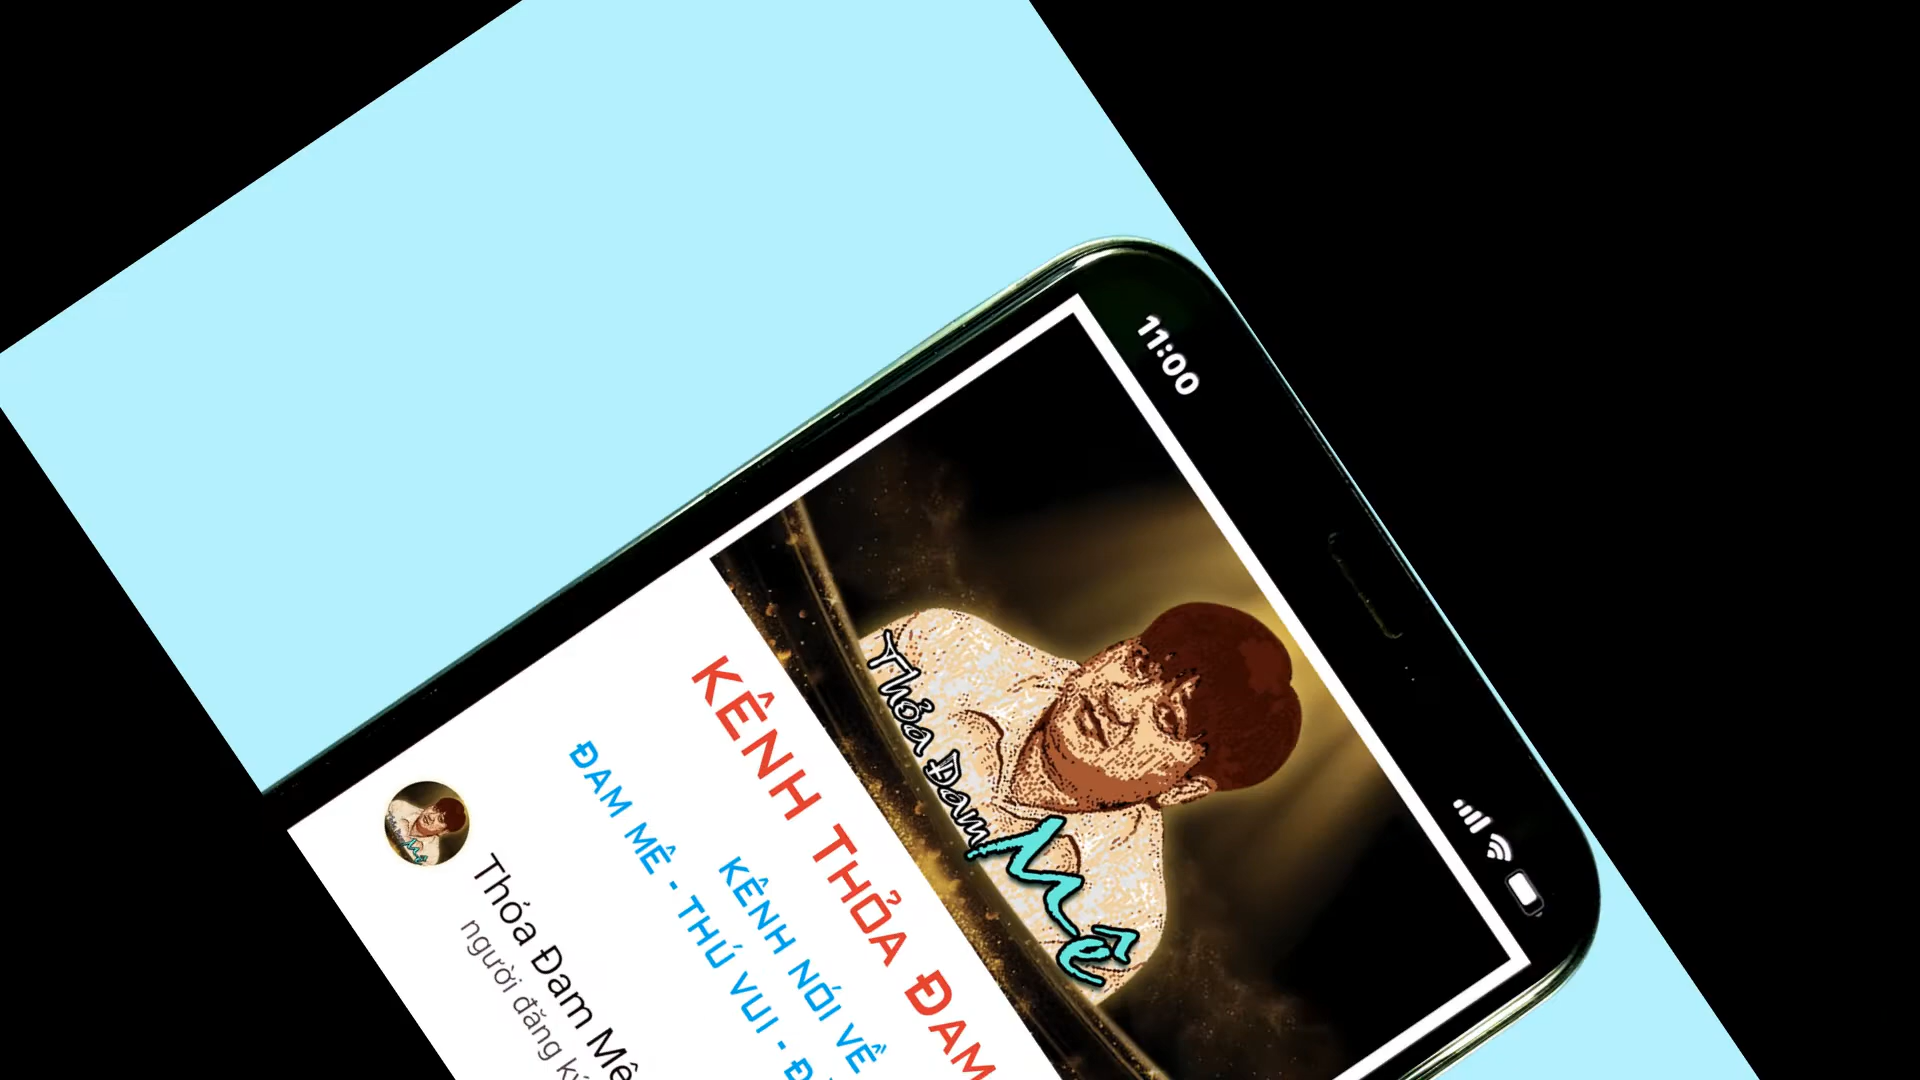 11:00
Thỏa Đam
Mê
KÊNH THỎA ĐAM
KÊNH NÓI VỀ
ĐAM MÊ - THÚ VUI -
Thỏa Đam Mê
người đăng ký